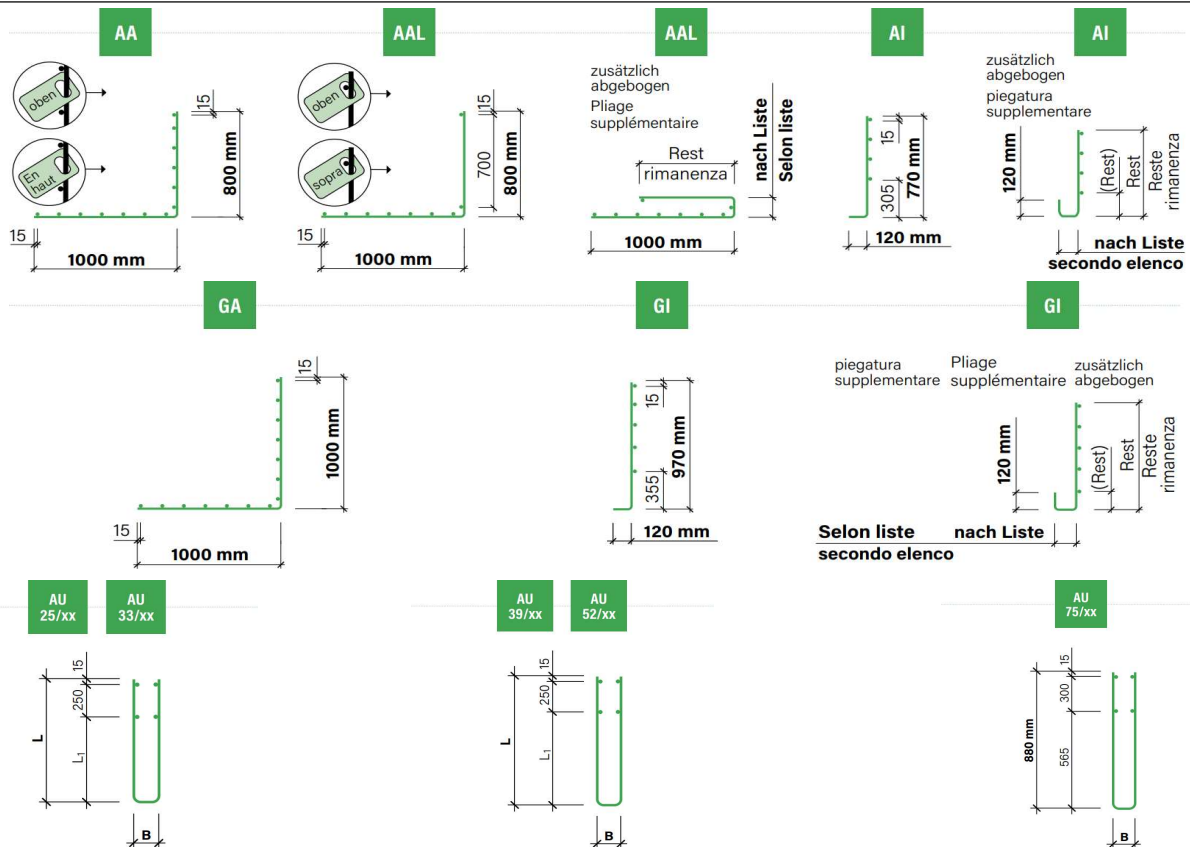 AA
AAL
AAL
AI
AI
oben
En
haut
15
800 mm
15
1000 mm
oben
sopra
15
700
800 mm
15
1000 mm
zusätzlich
abgebogen
Pliage
supplémentaire
Rest
rimanenza
nach Liste
Selon liste
1000 mm
15
305
770 mm
120 mm
zusätzlich
abgebogen
piegatura
supplementare
120 mm
(Rest)
Rest
Reste
rimanenza
nach Liste
secondo elenco
GA
GI
GI
15
1000 mm
15
1000 mm
15
355
970 mm
120 mm
piegatura
supplementare
Pliage
supplémentaire
zusätzlich
abgebogen
120 mm
(Rest)
Rest
Reste
rimanenza
Selon liste nach Liste
secondo elenco
AU
25/xx
AU
33/xx
AU
39/xx
AU
52/xx
AU
75/xx
15
250
L
L1
B
15
250
L
L1
B
15
300
880 mm
565
B